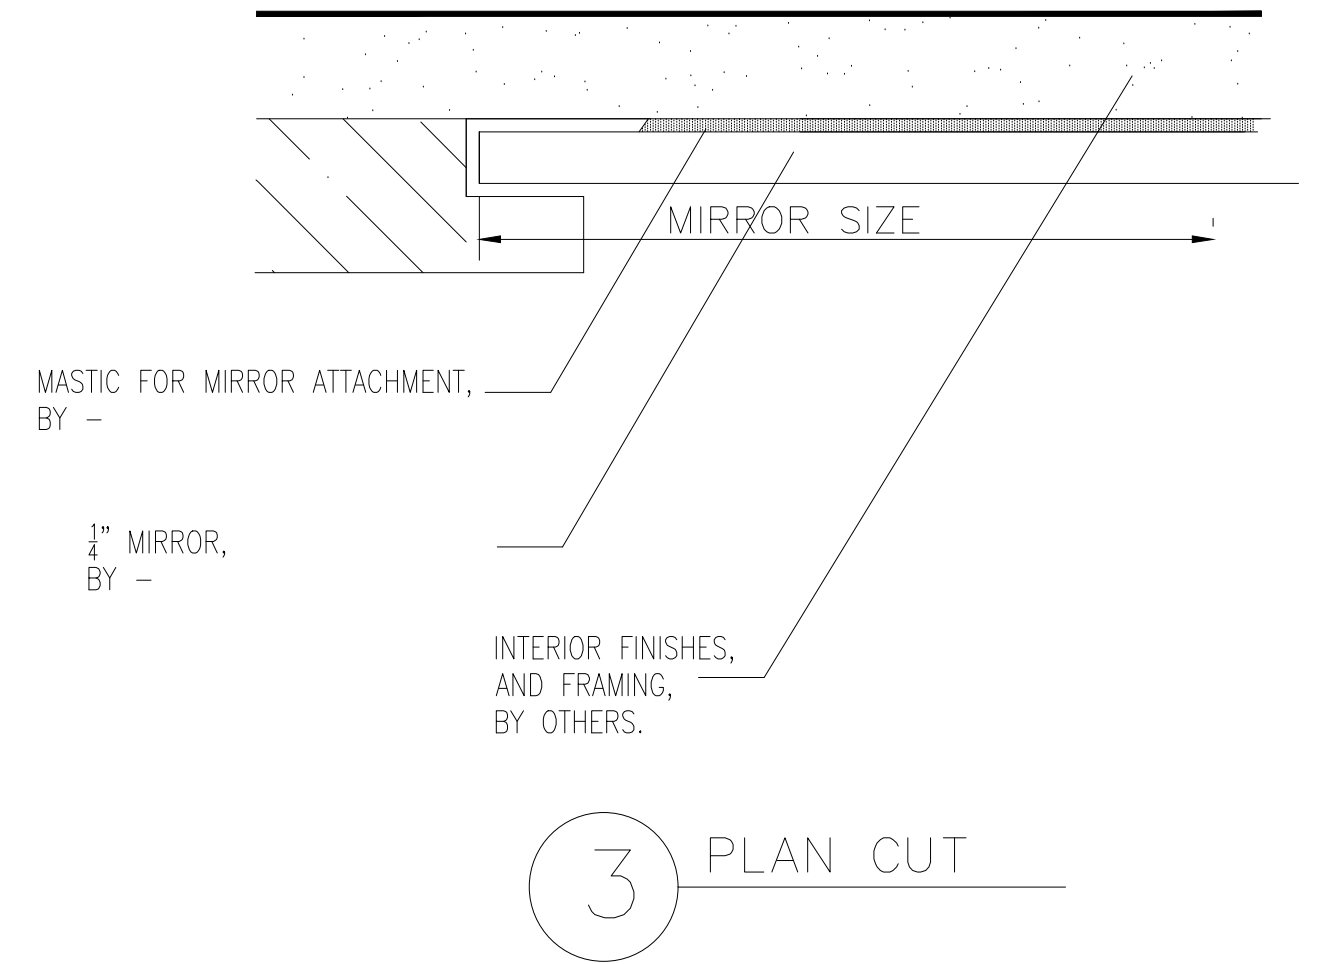 MIRROR SIZE
MASTIC FOR MIRROR ATTACHMENT,
BY -
1/4" MIRROR,
BY -
INTERIOR FINISHES,
AND FRAMING,
BY OTHERS.
3 PLAN CUT